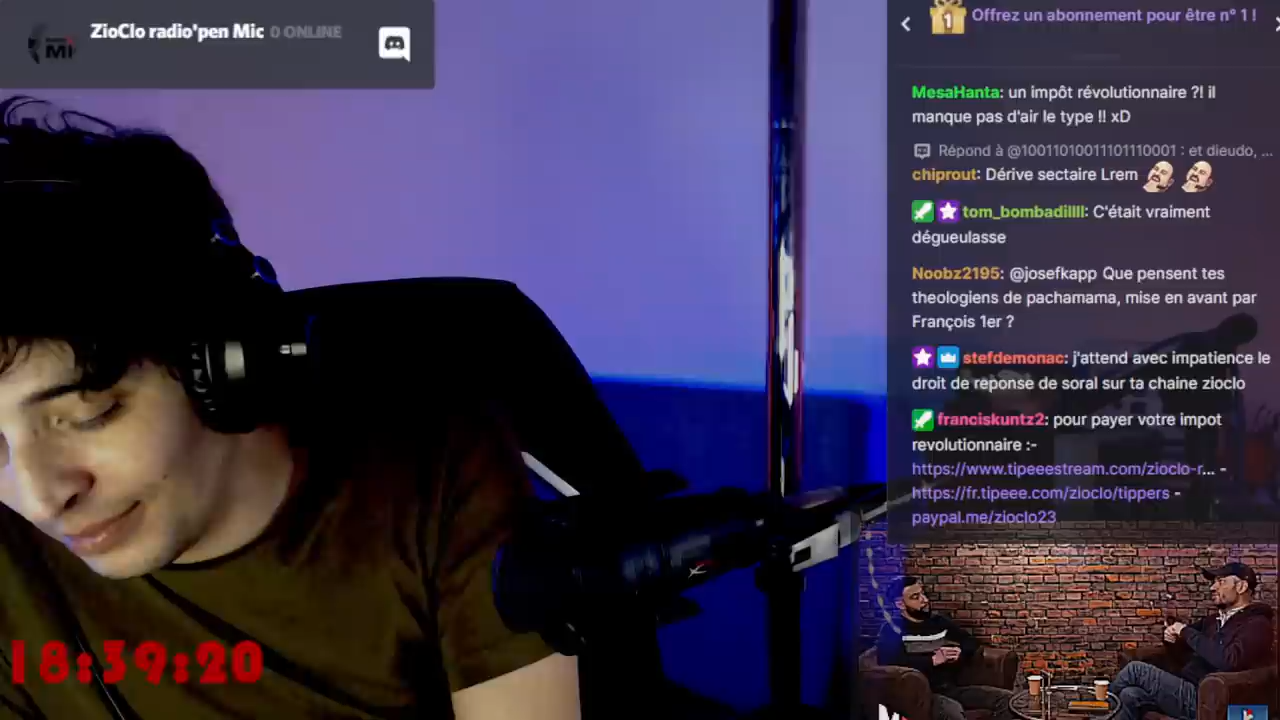 ZioClo radio'pen Mic 0 ONLINE
MI
Offrez un abonnement pour être n° 1 !
1
MesaHanta: un impôt révolutionnaire ?! il
manque pas d'air le type !! xD
Répond à @10011010011101110001 : et dieudo, ...
chiprout: Dérive sectaire Lrem
tom_bombadillll: C'était vraiment
dégueulasse
Noobz2195: @josefkapp Que pensent tes
theologiens de pachamama, mise en avant par
François 1er ?
stefdemonac: j'attend avec impatience le
droit de reponse de soral sur ta chaine zioclo
franciskuntz2: pour payer votre impot
revolutionnaire :-
https://www.tipeeestream.com/zioclo-r... -
https://fr.tipeee.com/zioclo/tippers -
paypal.me/zioclo23
18:39:20